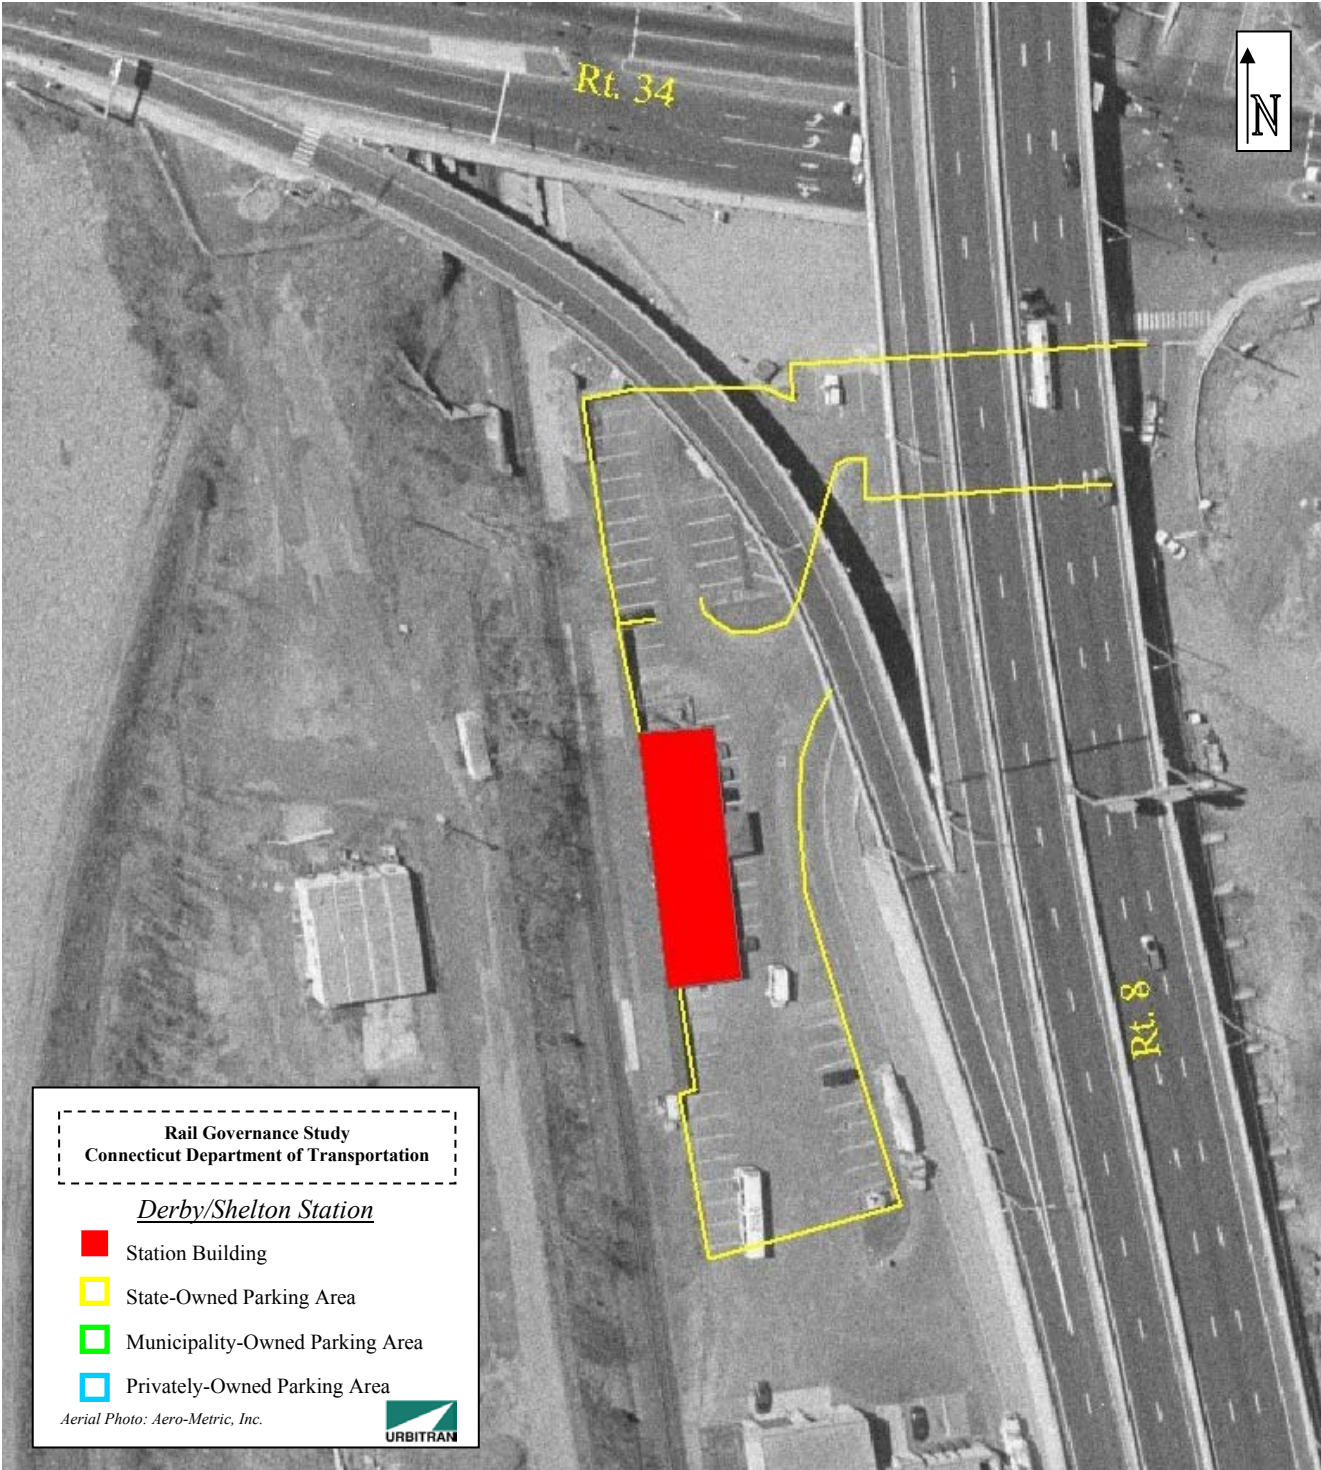 Rt. 34
N
Rt. 8
Rail Governance Study
Connecticut Department of Transportation
Derby/Shelton Station
Station Building
State-Owned Parking Area
Municipality-Owned Parking Area
Privately-Owned Parking Area
Aerial Photo: Aero-Metric, Inc.
URBITRAN